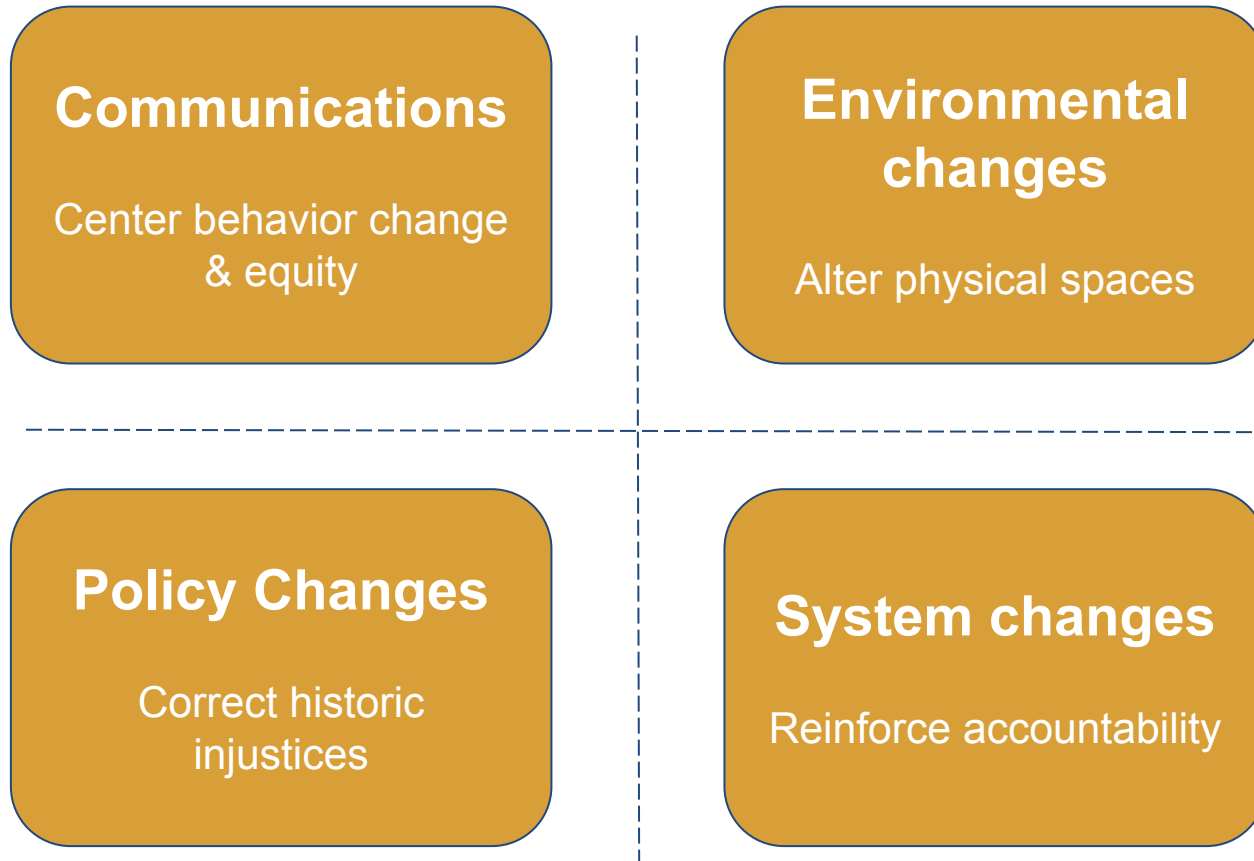 Communications
Center behavior change
& equity
Environmental
changes
Alter physical spaces
Policy Changes
Correct historic
injustices
System changes
Reinforce accountability